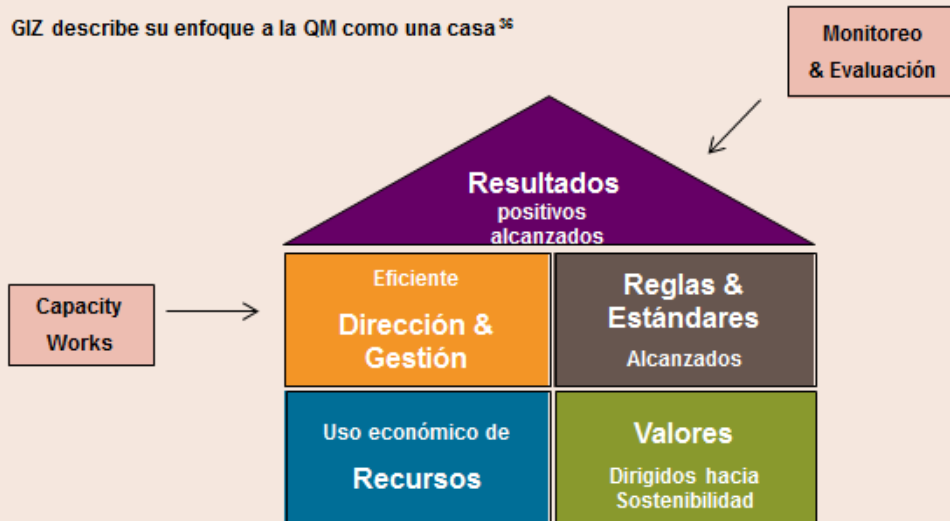 GIZ describe su enfoque a la QM como una casa 36
Monitoreo
& Evaluación
Resultados
positivos
alcanzados
Capacity
Works
Eficiente
Dirección &
Gestión
Reglas &
Estándares
Alcanzados
Uso económico de
Recursos
Valores
Dirigidos hacia
Sostenibilidad